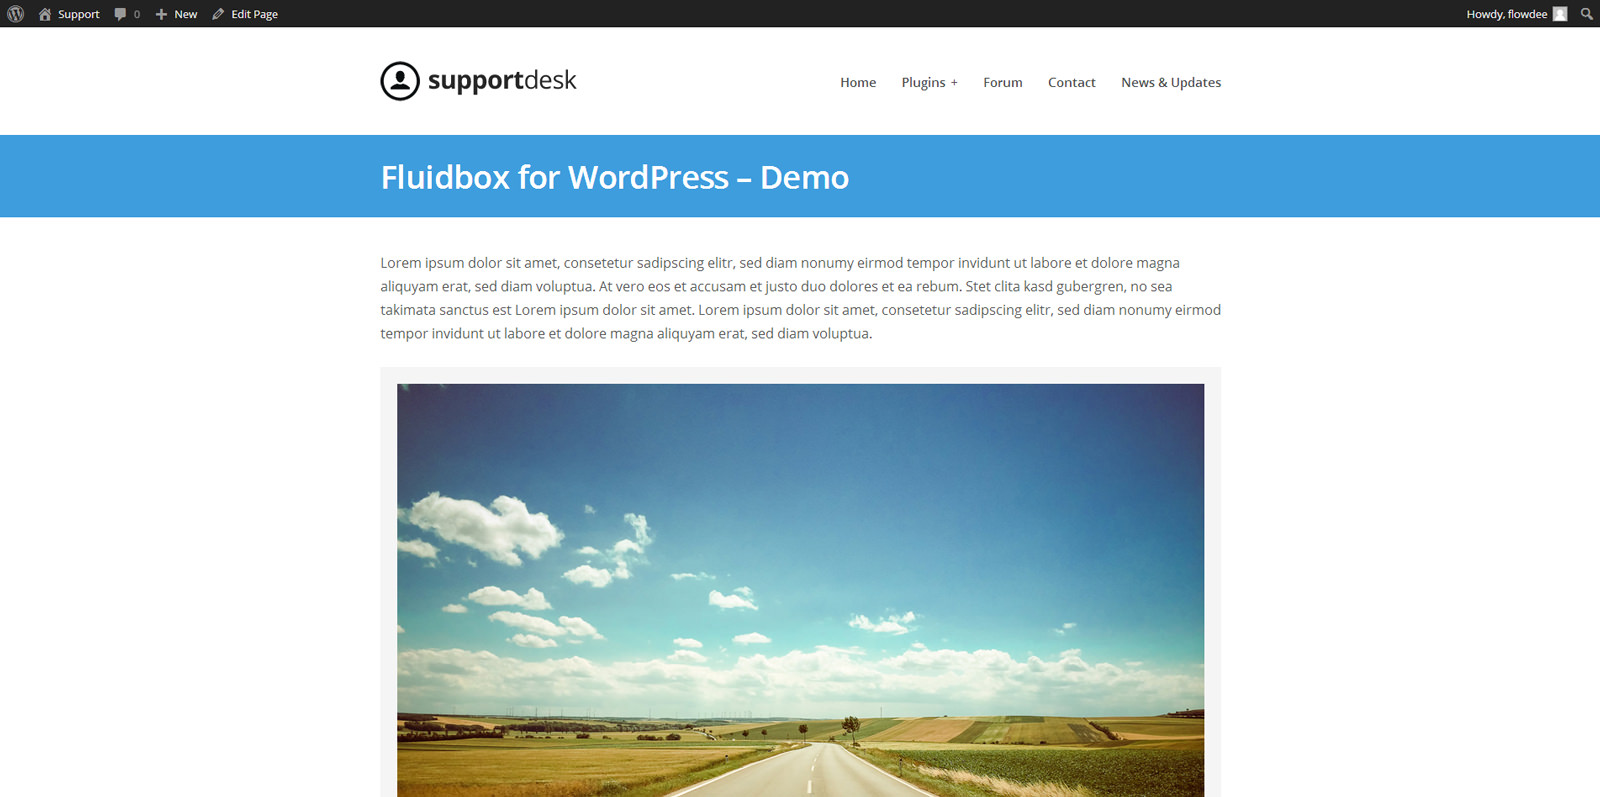 Support 0 New Edit Page Howdy, flowdee
supportdesk Home Plugins + Forum Contact News & Updates
Fluidbox for WordPress – Demo
Lorem ipsum dolor sit amet, consetetur sadipscing elitr, sed diam nonumy eirmod tempor invidunt ut labore et dolore magna
aliquyam erat, sed diam voluptua. At vero eos et accusam et justo duo dolores et ea rebum. Stet clita kasd gubergren, no sea
takimata sanctus est Lorem ipsum dolor sit amet. Lorem ipsum dolor sit amet, consetetur sadipscing elitr, sed diam nonumy eirmod
tempor invidunt ut labore et dolore magna aliquyam erat, sed diam voluptua.